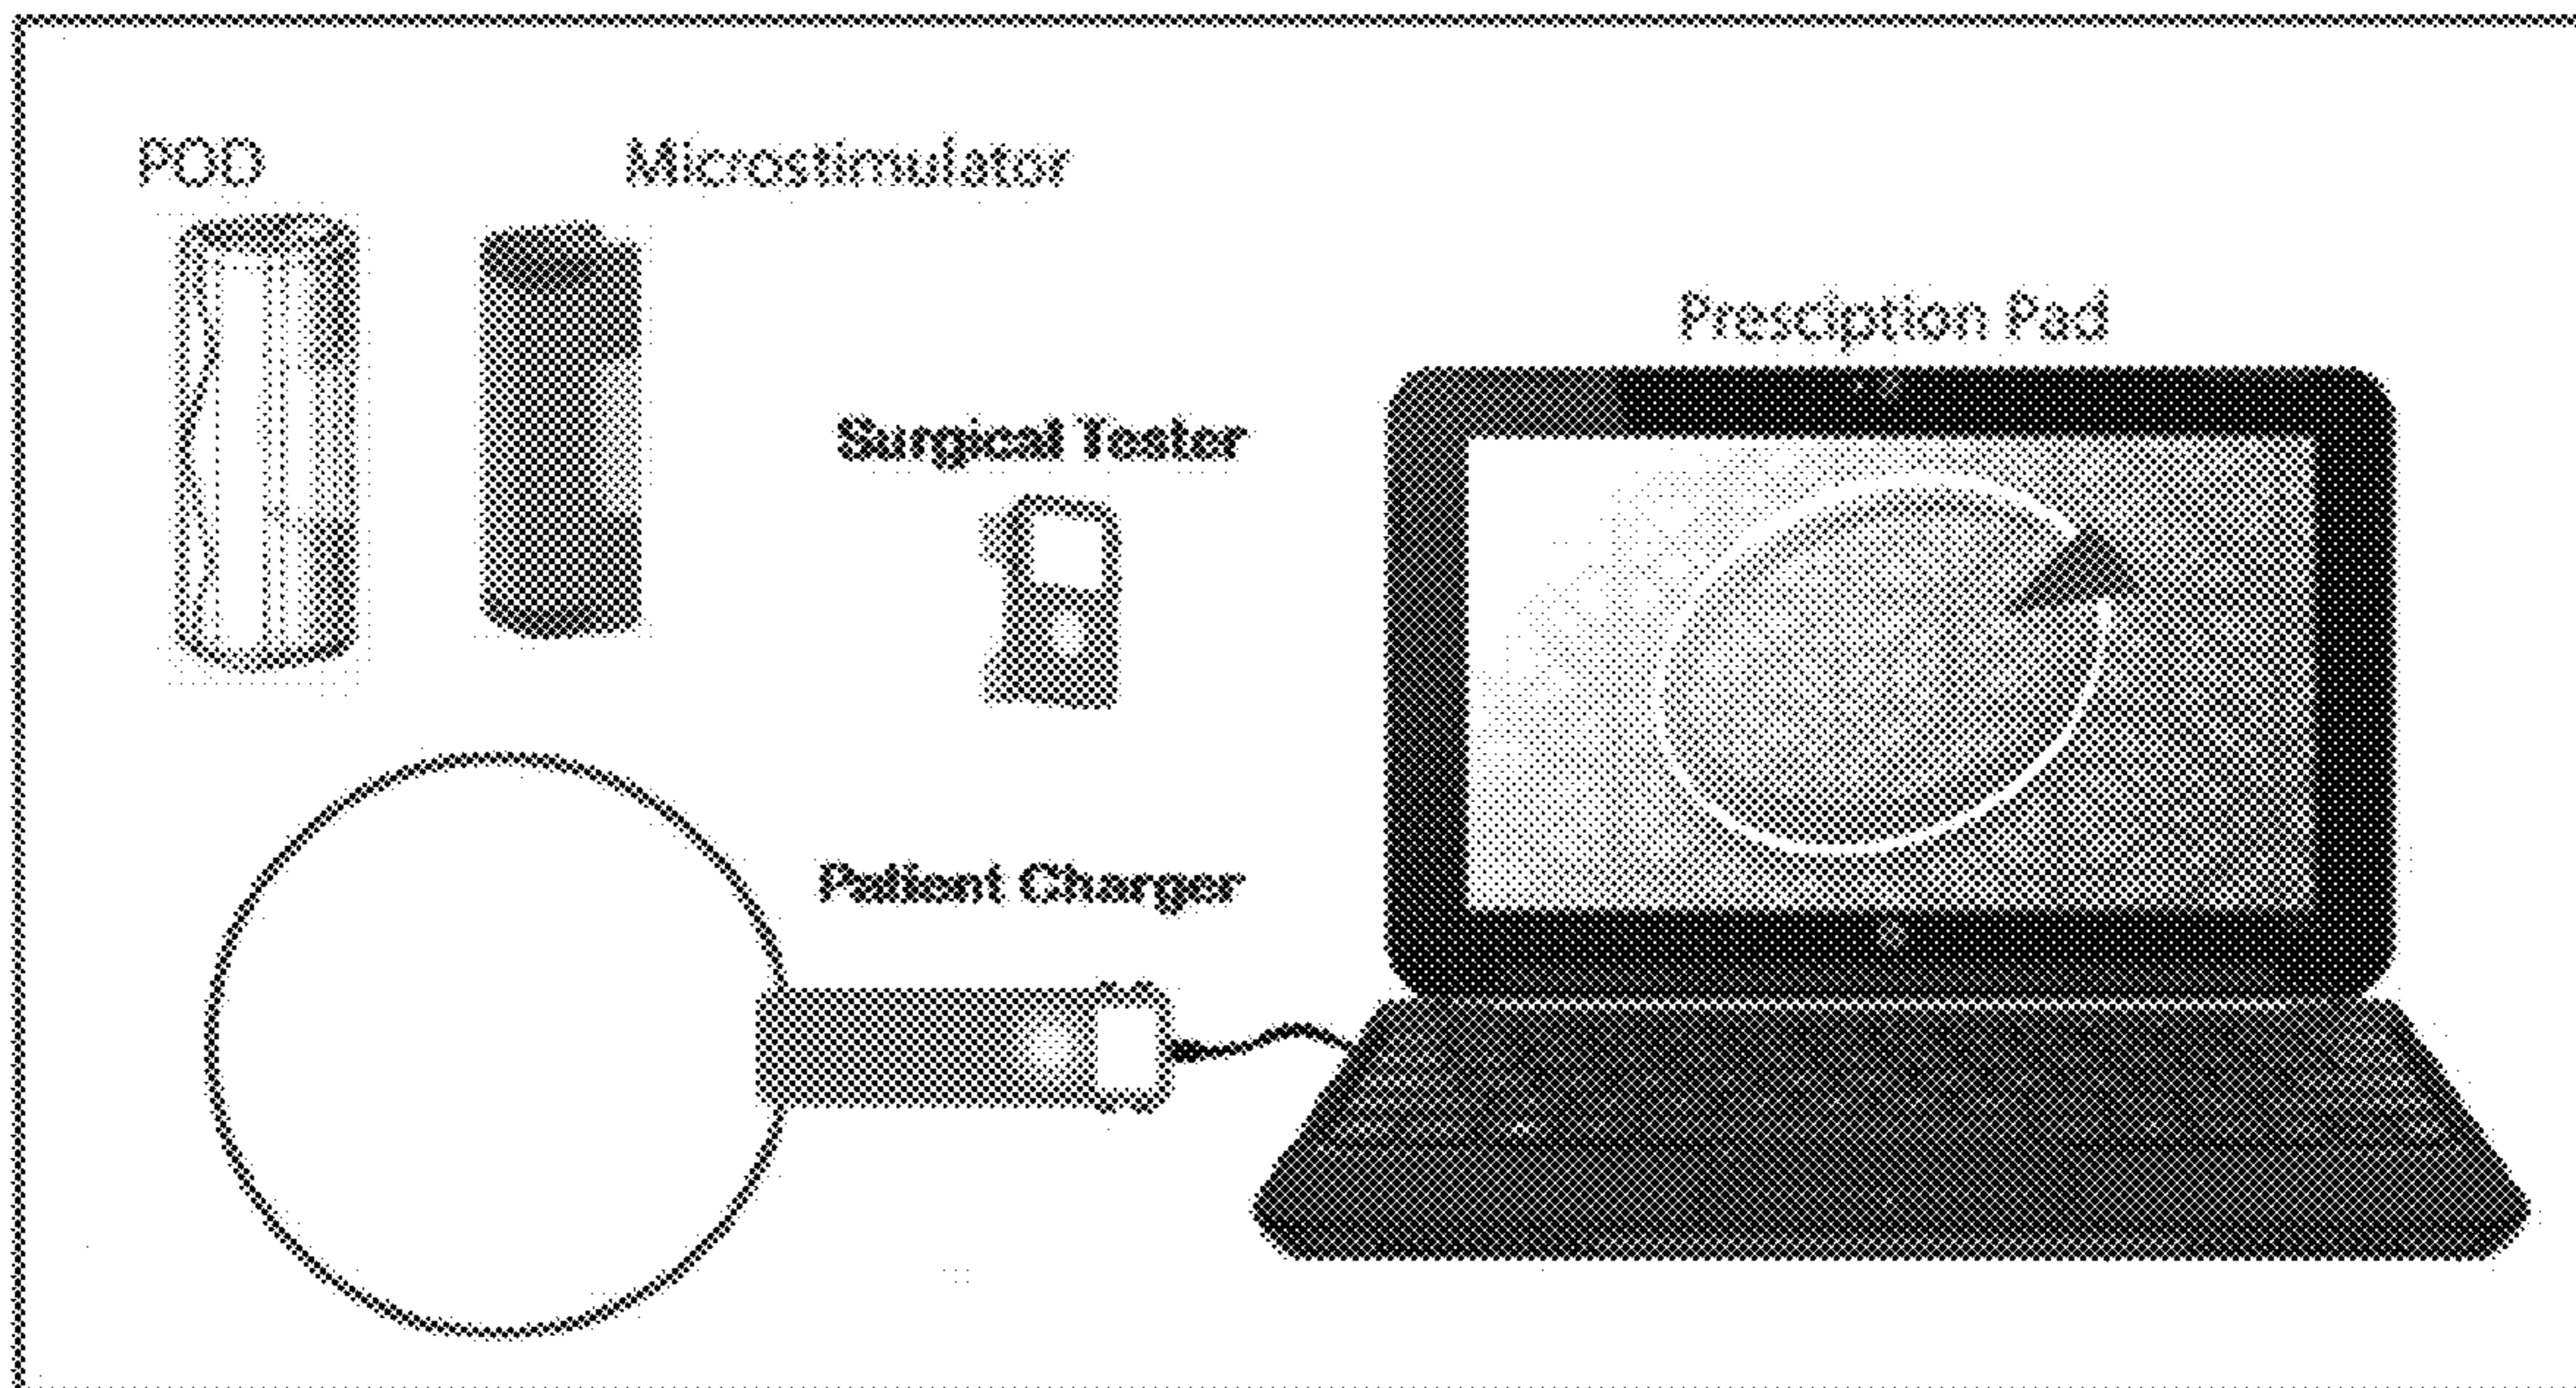 POD
Microstimulator
Presciption Pad
Surgical Tester
Patient Charger